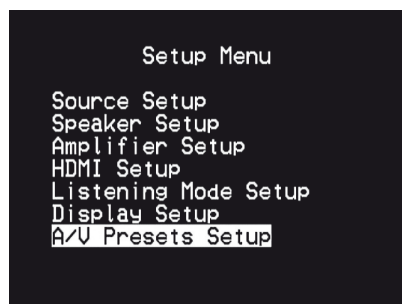 Setup Menu
Source Setup
Speaker Setup
Amplifier Setup
HDMI Setup
Listening Mode Setup
Display Setup
A/V Presets Setup